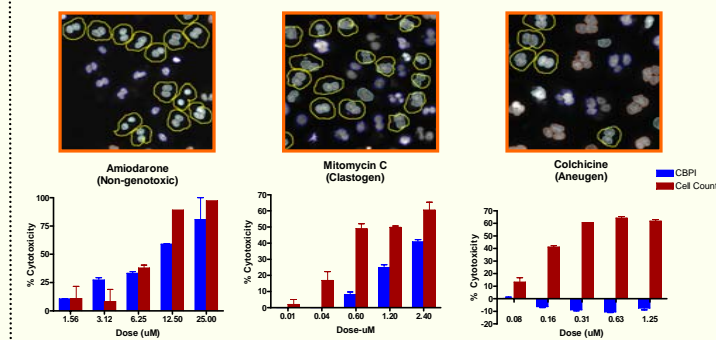 Amiodarone
(Non-genotoxic)
% Cytotoxicity
100
75
50
25
0
1.56
3.12
6.25
12.50
25.00
Dose (uM)
Mitomycin C
(Clastogen)
% Cytotoxicity
70
60
50
40
30
20
10
0
0.01
0.04
0.60
1.20
2.40
Dose-uM
Colchicine
(Aneugen)
CBPI
Cell Count
% Cytotoxicity
70
60
50
40
30
20
10
0
-10
-20
0.08
0.16
0.31
0.63
1.25
Dose (uM)